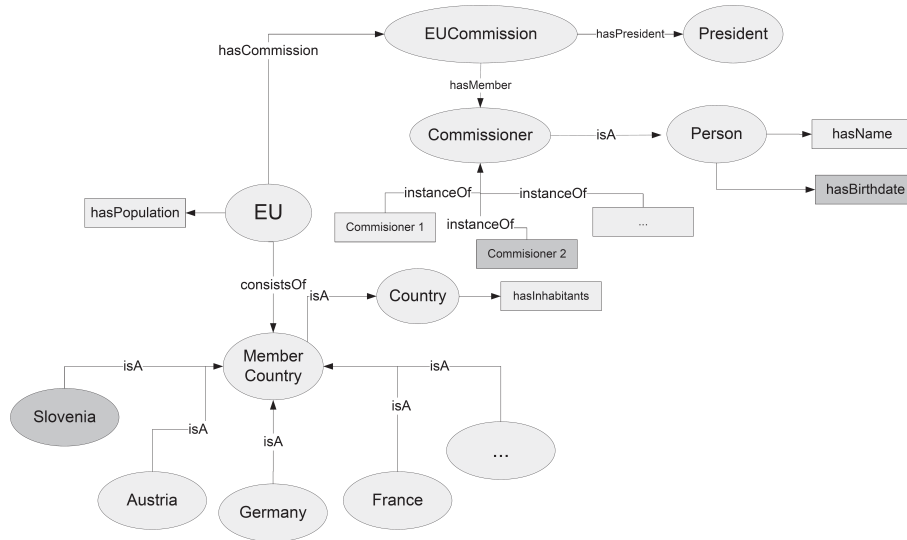 EUCommission
hasPresident
President
hasCommission
hasMember
Commissioner
isA
Person
hasName
hasBirthdate
instanceOf
instanceOf
instanceOf
Commisioner 1
Commisioner 2
...
hasPopulation
EU
consistsOf
isA
Country
hasInhabitants
Member
Country
isA
isA
isA
isA
isA
Slovenia
Austria
Germany
France
...